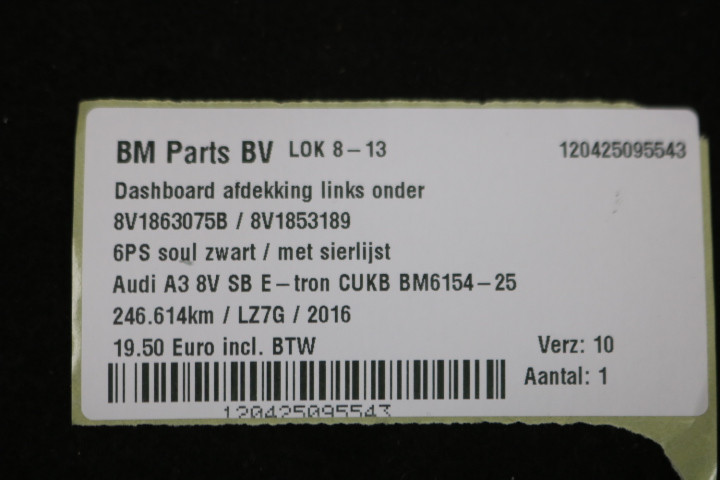 BM Parts BV LOK 8-13 120425095543
Dashboard afdekking links onder
8V1863075B / 8V1853189
6PS soul zwart / met sierlijst
Audi A3 8V SB E-tron CUKB BM6154-25
246.614km / LZ7G / 2016
19.50 Euro incl. BTW Verz: 10
Aantal: 1
120425095543